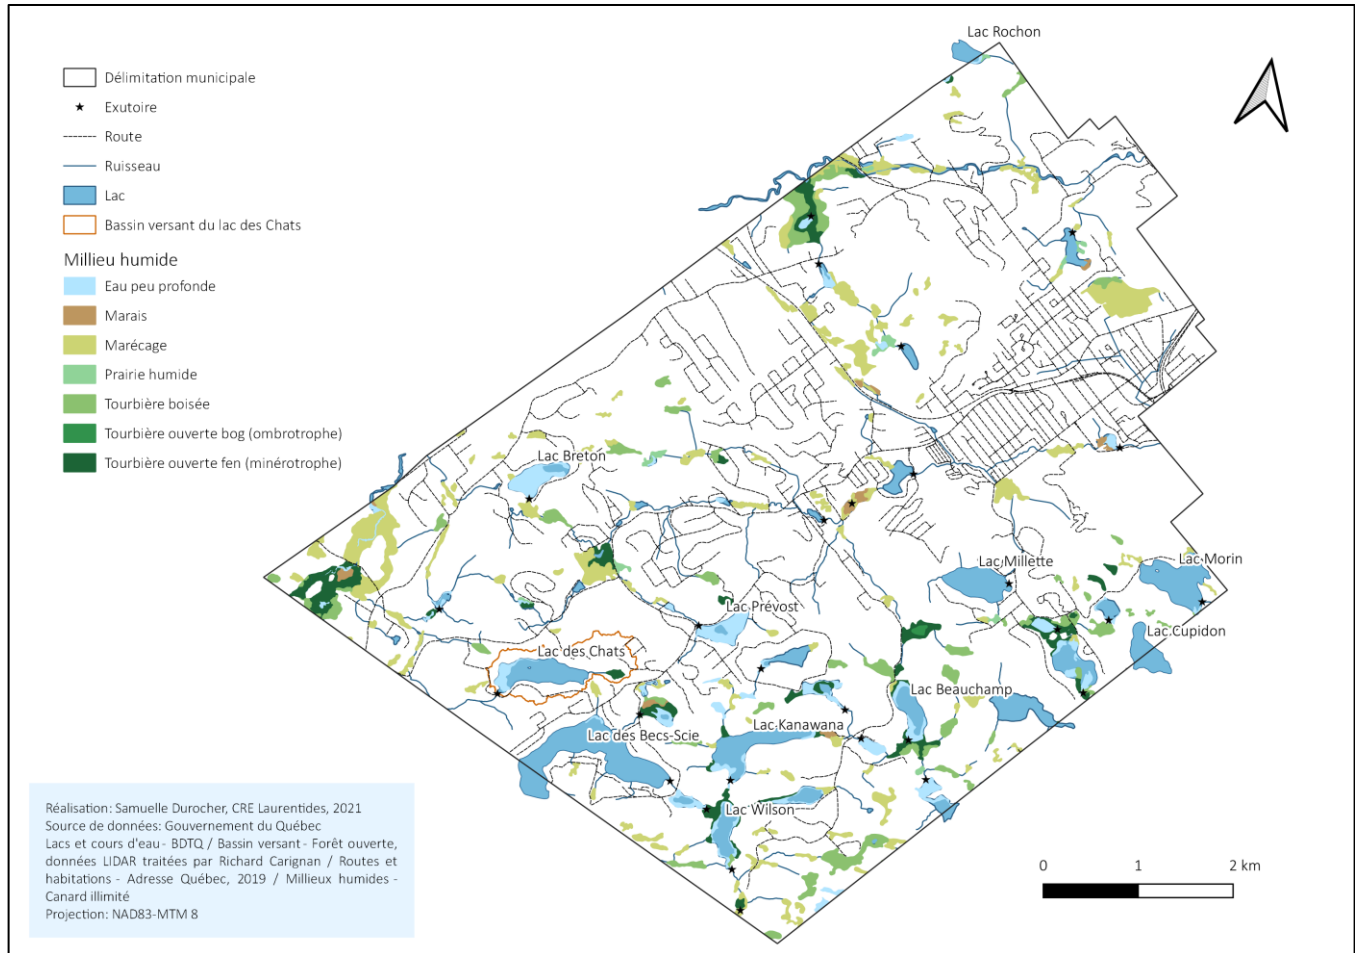 Lac Rochon
Délimitation municipale
Exutoire
Route
Ruisseau
Lac
Bassin versant du lac des Chats
Millieu humide
Eau peu profonde
Marais
Marécage
Prairie humide
Tourbière boisée
Tourbière ouverte bog (ombrotrophe)
Tourbière ouverte fen (minérotrophe)
Lac Breton
Lac Millette
Lac Morin
Lac Prévost
Lac Cupidon
Lac des Chats
Lac Beauchamp
Lac Kanawana
Lac des Becs-Scie
Lac Wilson
Réalisation: Samuelle Durocher, CRE Laurentides, 2021
Source de données: Gouvernement du Québec
Lacs et cours d'eau - BDTQ / Bassin versant - Forêt ouverte,
données LIDAR traitées par Richard Carignan / Routes et
habitations - Adresse Québec, 2019 / Millieux humides -
Canard illimité
Projection: NAD83-MTM 8
0 1 2 km